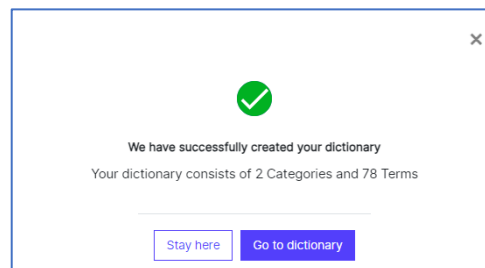 We have successfully created your dictionary
Your dictionary consists of 2 Categories and 78 Terms
Stay here
Go to dictionary